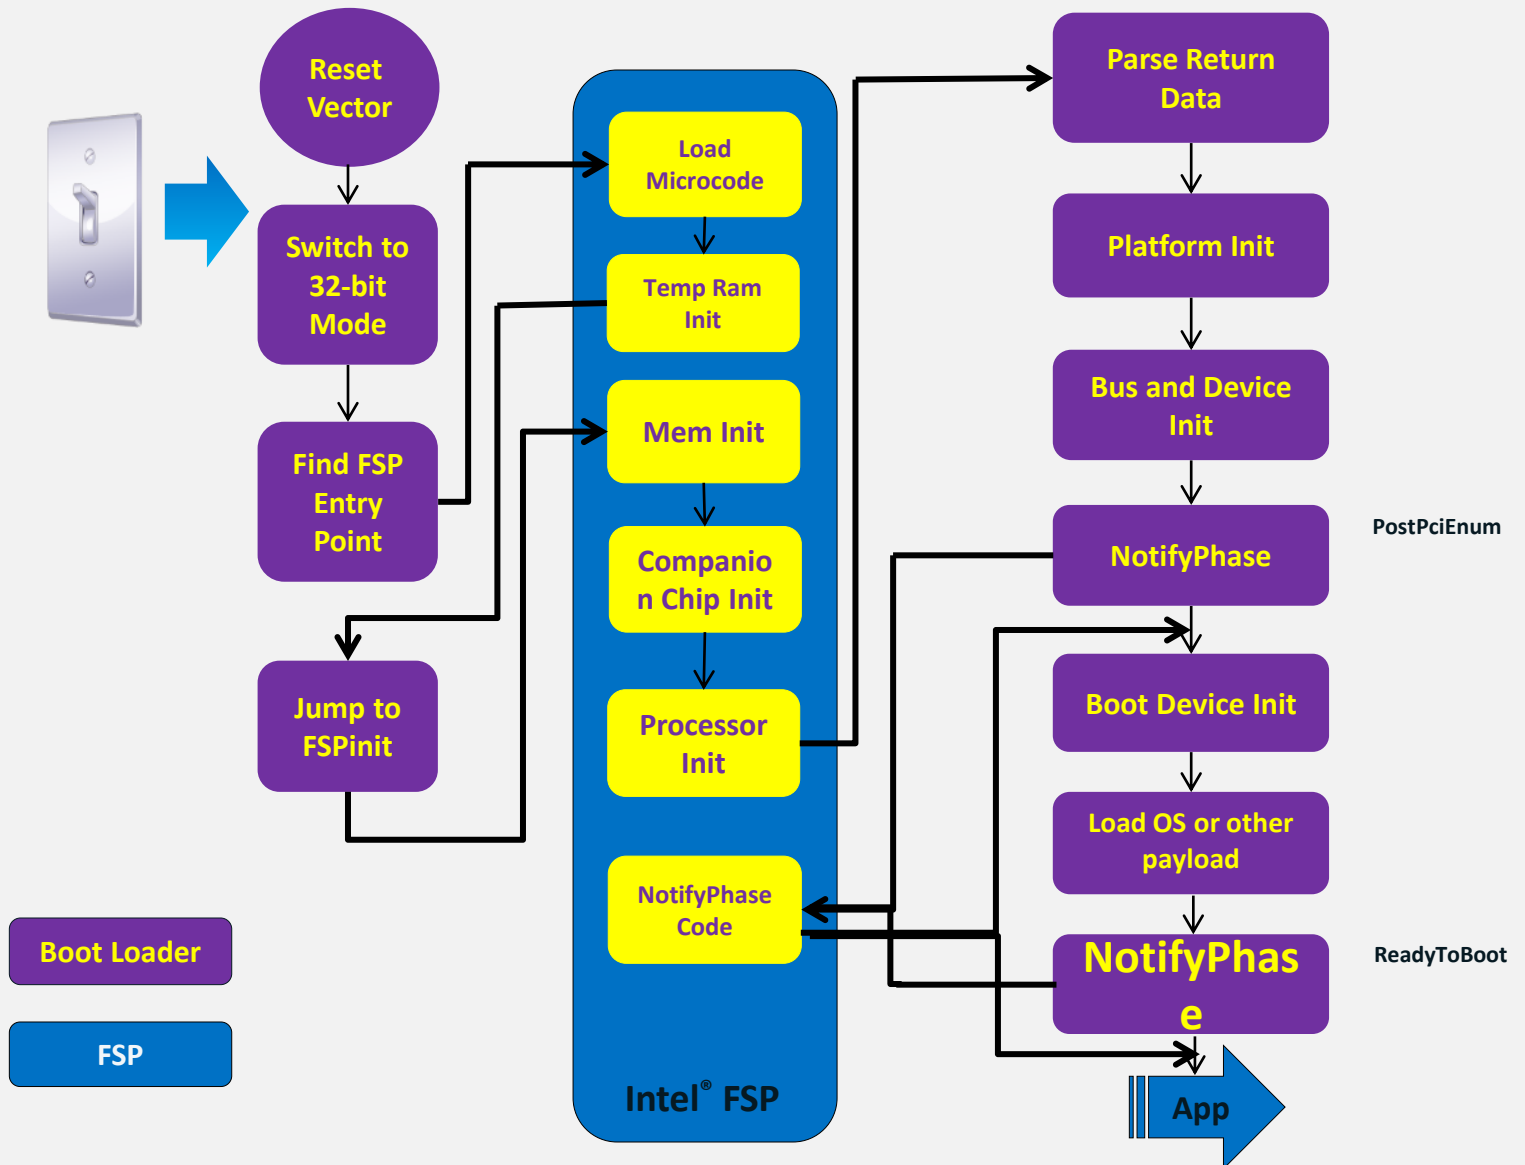 Reset
Vector
Switch to
32-bit
Mode
Find FSP
Entry
Point
Jump to
FSPinit
Boot Loader
FSP
Load
Microcode
Temp Ram
Init
Mem Init
Companio
n Chip Init
Processor
Init
NotifyPhase
Code
Intel® FSP
Parse Return
Data
Platform Init
Bus and Device
Init
NotifyPhase
PostPciEnum
Boot Device Init
Load OS or other
payload
NotifyPhas
e
ReadyToBoot
App